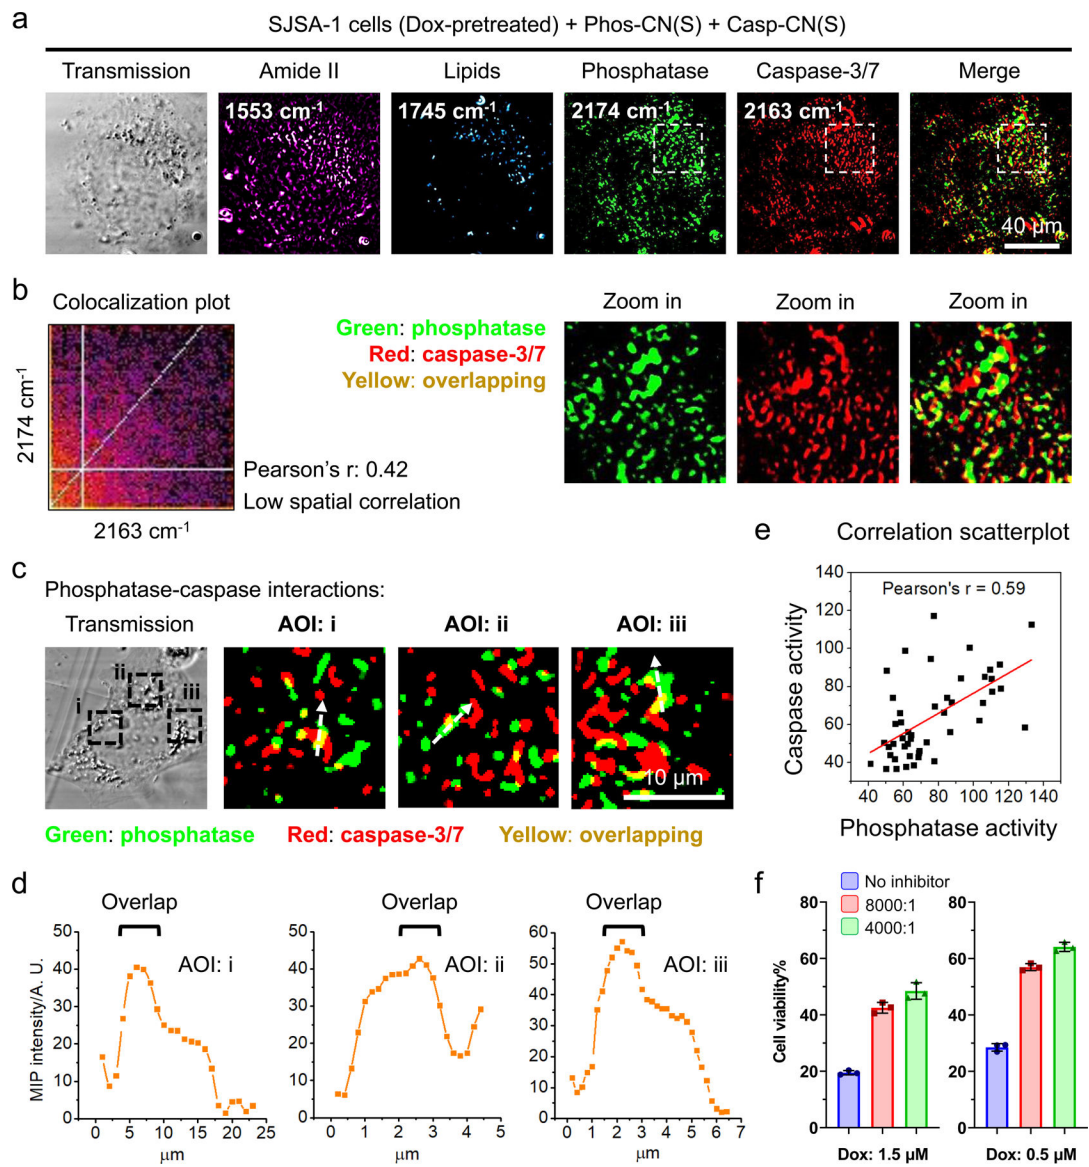 a
SJSA-1 cells (Dox-pretreated) + Phos-CN(S) + Casp-CN(S)
Transmission Amide II Lipids Phosphatase Caspase-3/7 Merge
1553 cm⁻¹ 1745 cm⁻¹ 2174 cm⁻¹ 2163 cm⁻¹
40 µm
b
Colocalization plot
2174 cm⁻¹
2163 cm⁻¹
Pearson's r: 0.42
Low spatial correlation
Green: phosphatase
Red: caspase-3/7
Yellow: overlapping
Zoom in Zoom in Zoom in
c
Phosphatase-caspase interactions:
Transmission AOI: i AOI: ii AOI: iii
i ii iii
10 µm
Green: phosphatase Red: caspase-3/7 Yellow: overlapping
e
Correlation scatterplot
Pearson's r = 0.59
Caspase activity
140
120
100
80
60
40
40 60 80 100 120 140
Phosphatase activity
d
Overlap
AOI: i
MIP intensity/A. U.
50
40
30
20
10
0
0 5 10 15 20 25
µm
Overlap
AOI: ii
50
40
30
20
10
0
0 1 2 3 4 5
µm
Overlap
AOI: iii
60
50
40
30
20
10
0
0 1 2 3 4 5 6 7
µm
f
No inhibitor
8000:1
4000:1
Cell viability%
80
60
40
20
0
Dox: 1.5 µM
80
60
40
20
0
Dox: 0.5 µM